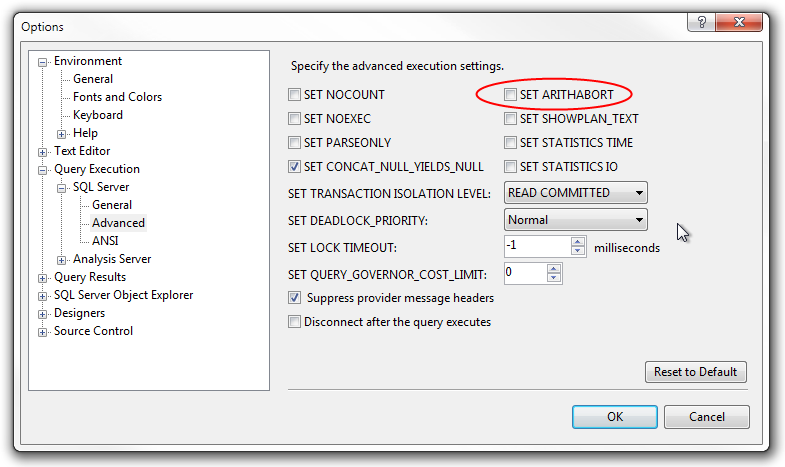 Options
?
Environment
General
Fonts and Colors
Keyboard
Help
Text Editor
Query Execution
SQL Server
General
Advanced
ANSI
Analysis Server
Query Results
SQL Server Object Explorer
Designers
Source Control
Specify the advanced execution settings.
SET NOCOUNT
SET ARITHABORT
SET NOEXEC
SET SHOWPLAN_TEXT
SET PARSEONLY
SET STATISTICS TIME
SET CONCAT_NULL_YIELDS_NULL
SET STATISTICS IO
SET TRANSACTION ISOLATION LEVEL: READ COMMITTED
SET DEADLOCK_PRIORITY: Normal
SET LOCK TIMEOUT: -1 milliseconds
SET QUERY_GOVERNOR_COST_LIMIT: 0
Suppress provider message headers
Disconnect after the query executes
Reset to Default
OK
Cancel